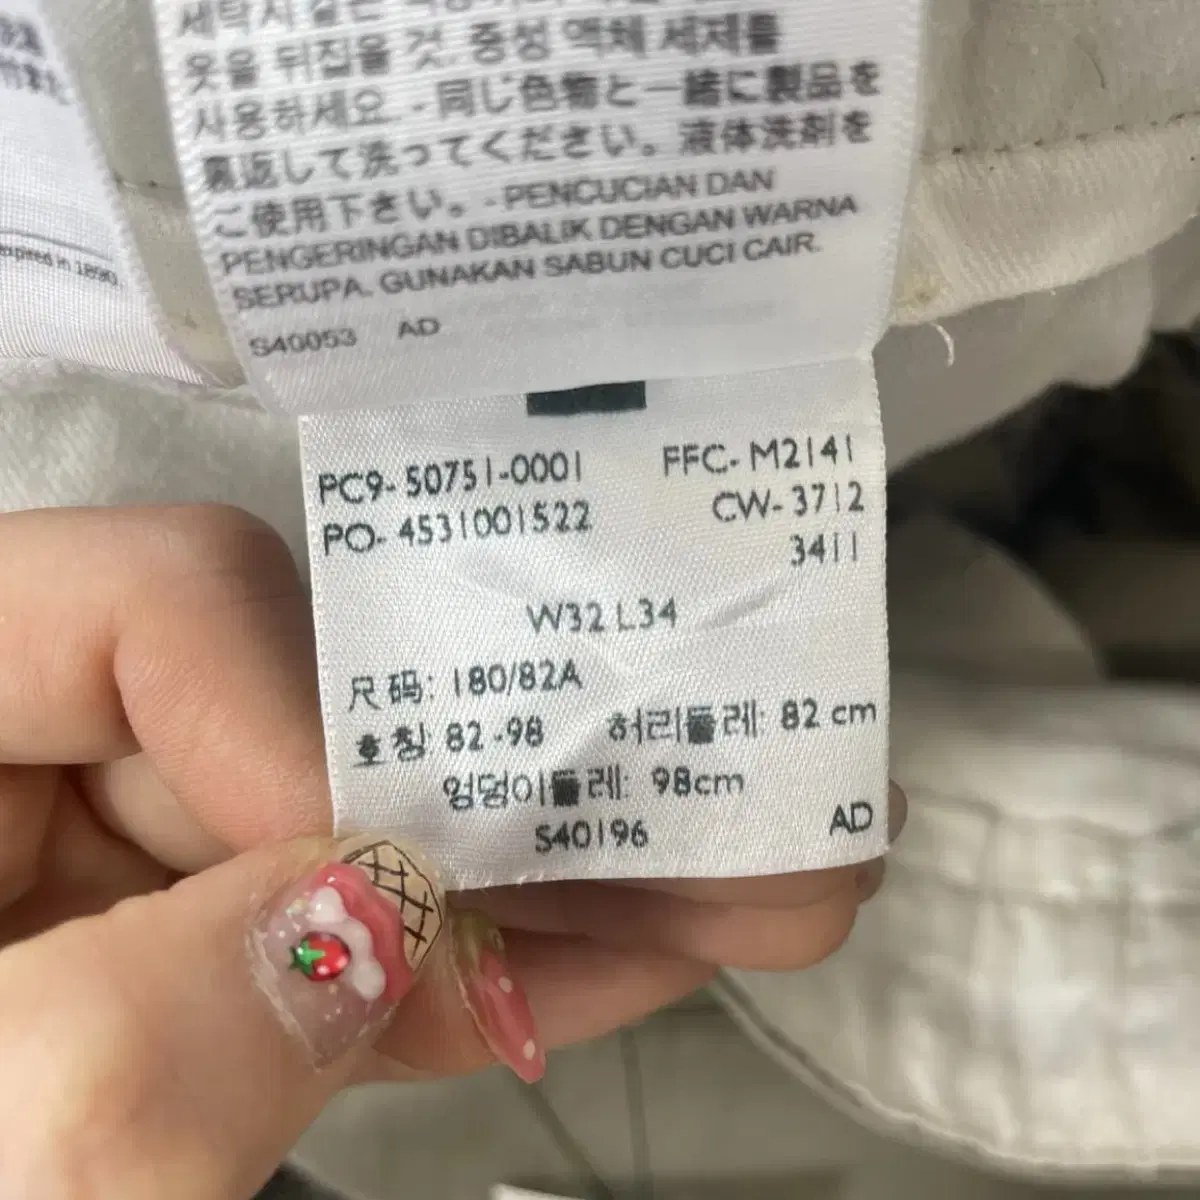 옷을 뒤집을 것. 중성 액체 세제를
사용하세요. - 同じ色物と一緒に製品を
裏返して洗ってください。液体洗剤を
ご使用下さい。 - PENCUCIAN DAN
PENGERINGAN DIBALIK DENGAN WARNA
SERUPA. GUNAKAN SABUN CUCI CAIR.
S40053 AD
in 1890
PC9- 50751-0001 FFC- M2141
PO- 4531001522 CW- 3712
3411
W32 L34
尺码: 180/82A
호칭 82-98 허리둘레: 82 cm
엉덩이둘레: 98cm
S40196 AD